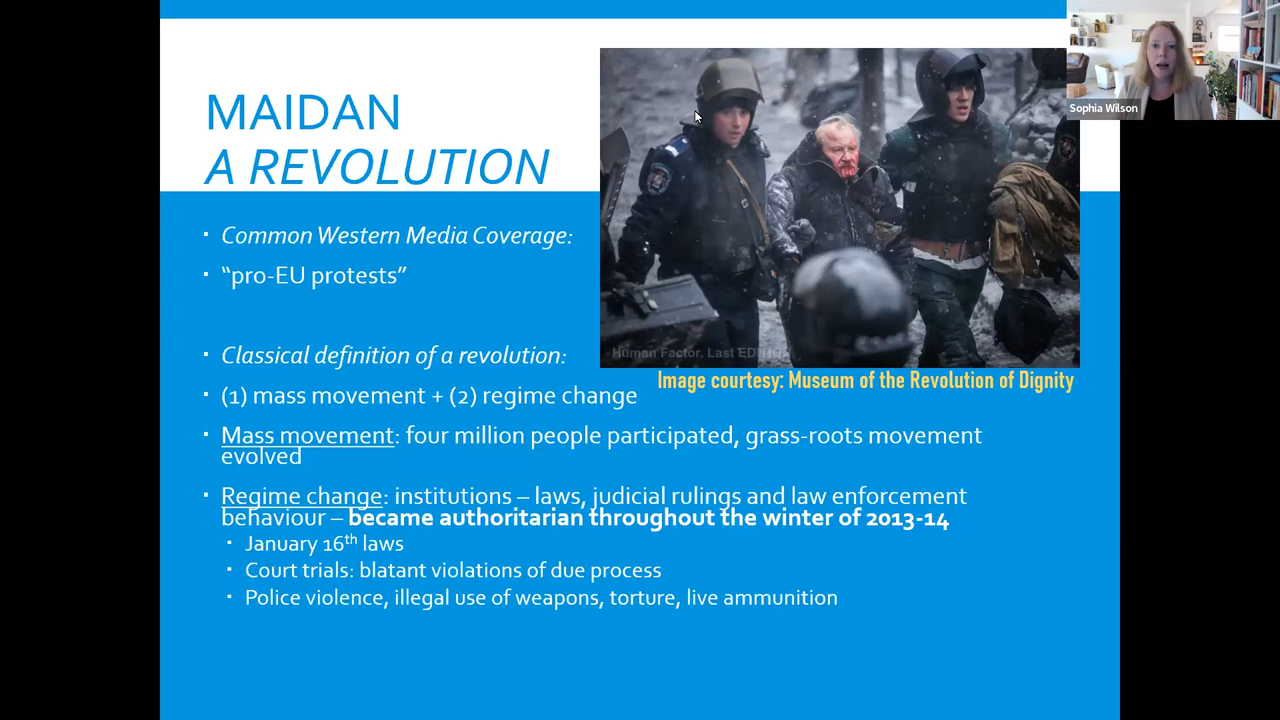 Sophia Wilson
MAIDAN
A REVOLUTION
Common Western Media Coverage:
“pro-EU protests”
Classical definition of a revolution:
(1) mass movement + (2) regime change
Human Factor, Last
Image courtesy: Museum of the Revolution of Dignity
Mass movement: four million people participated, grass-roots movement
evolved
Regime change: institutions – laws, judicial rulings and law enforcement
behaviour – became authoritarian throughout the winter of 2013-14
January 16th laws
Court trials: blatant violations of due process
Police violence, illegal use of weapons, torture, live ammunition